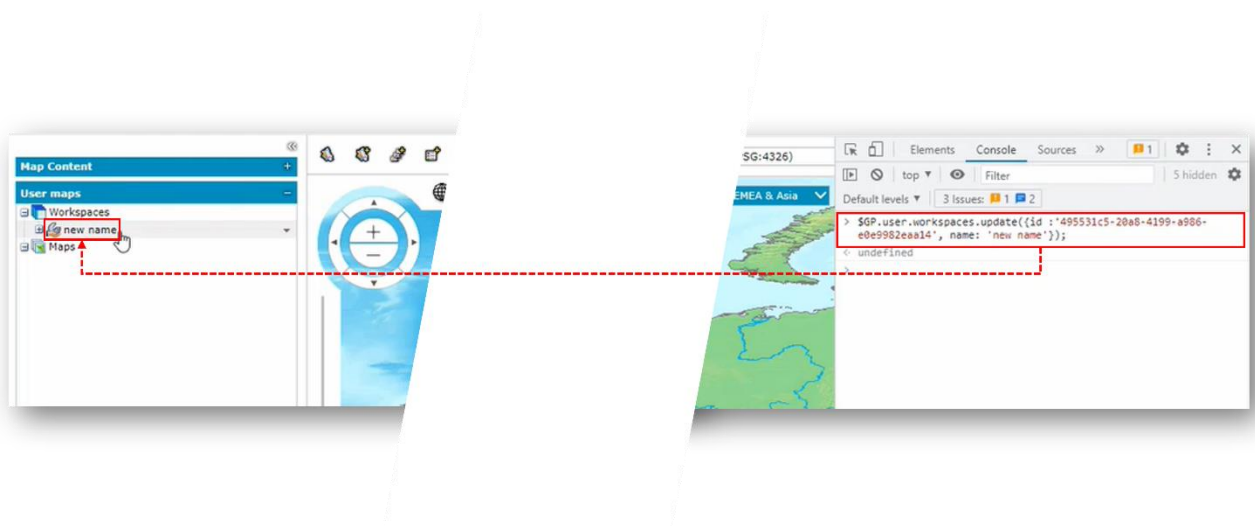 Map Content
User maps
Workspaces
new name
Maps
SG:4326)
EMEA & Asia
Elements Console Sources » 1
top ▼ Filter 5 hidden
Default levels ▼ 3 Issues: 1 2
> $GP.user.workspaces.update({id :'495531c5-20a8-4199-a986-
e0e9982eaa14', name: 'new name'});
undefined
>